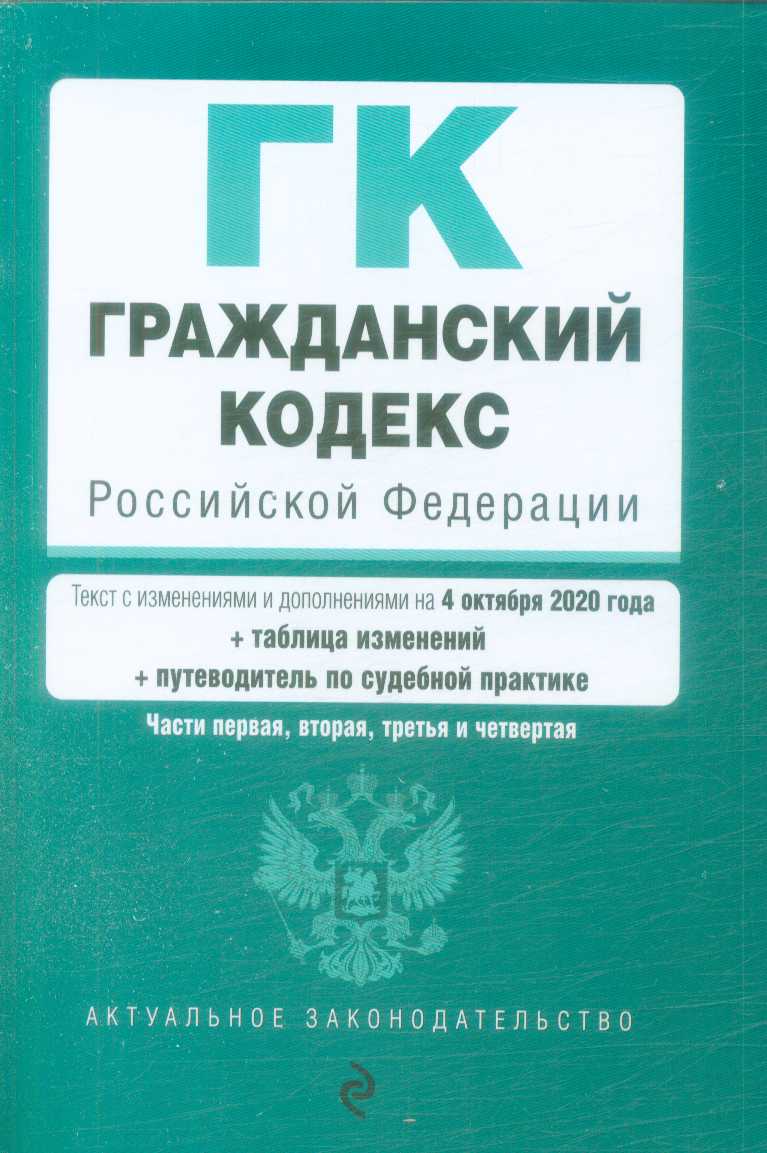 ГК
ГРАЖДАНСКИЙ
КОДЕКС
Российской Федерации
Текст с изменениями и дополнениями на 4 октября 2020 года
+ таблица изменений
+ путеводитель по судебной практике
Части первая, вторая, третья и четвертая
АКТУАЛЬНОЕ ЗАКОНОДАТЕЛЬСТВО